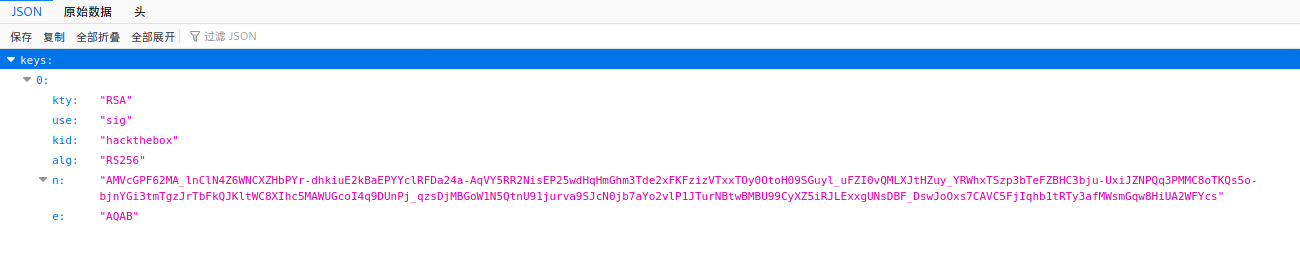 JSON 原始数据 头
保存 复制 全部折叠 全部展开 过滤 JSON
keys:
0:
kty: "RSA"
use: "sig"
kid: "hackthebox"
alg: "RS256"
n: "AMVcGPF62MA_lnClN4Z6WNCXZHbPYr-dhkiuE2kBaEPYYclRFDa24a-AqVY5RR2NisEP25wdHqHmGhm3Tde2xFKFzizVTxxTOy0OtoH09SGuyl_uFZI0vQMLXJtHZuy_YRWhxTSzp3bTeFZBHC3bju-UxiJZNPQq3PMMC8oTKQs5o-
bjnYGi3tmTgzJrTbFkQJKltWC8XIhc5MAWUGcoI4q9DUnPj_qzsDjMBGoW1N5QtnU91jurva9SJcN0jb7aYo2vlP1JTurNBtwBMBU99CyXZ5iRJLExxgUNsDBF_DswJoOxs7CAVC5FjIqhb1tRTy3afMWsmGqw8HiUA2WFYcs"
e: "AQAB"